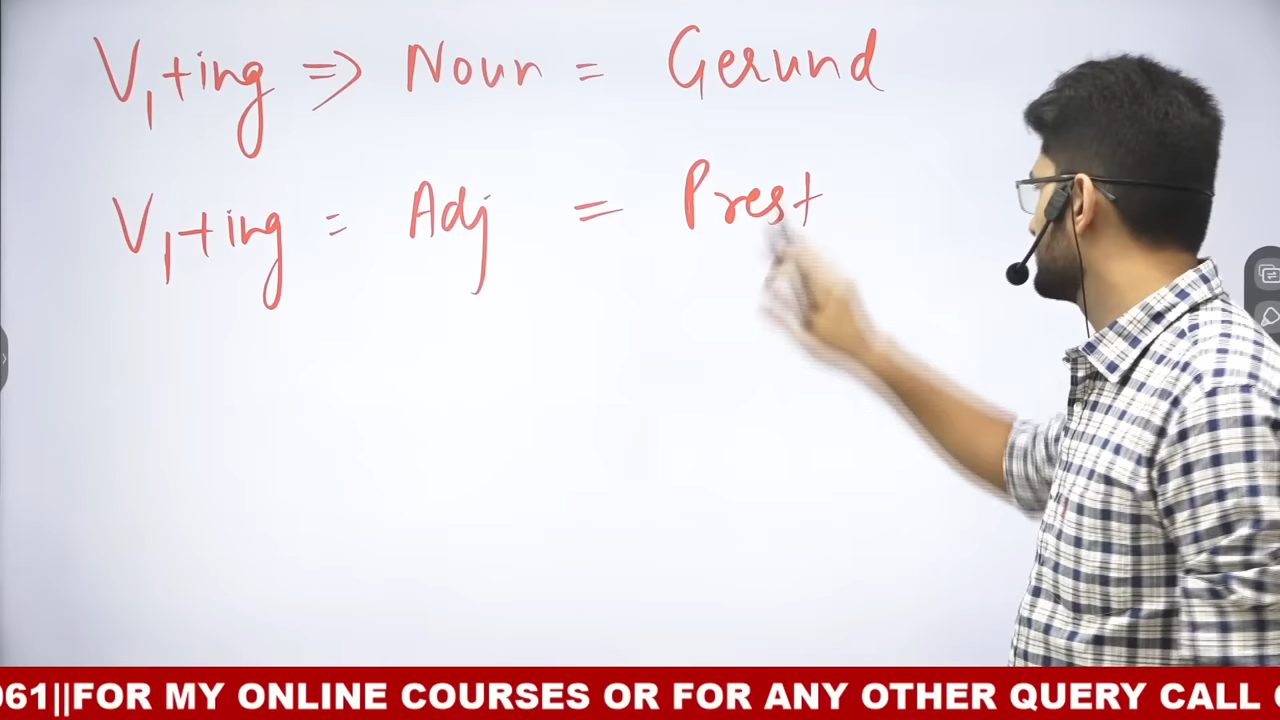 V₁+ing => Noun = Gerund
V₁+ing = Adj = Prest
061||FOR MY ONLINE COURSES OR FOR ANY OTHER QUERY CALL